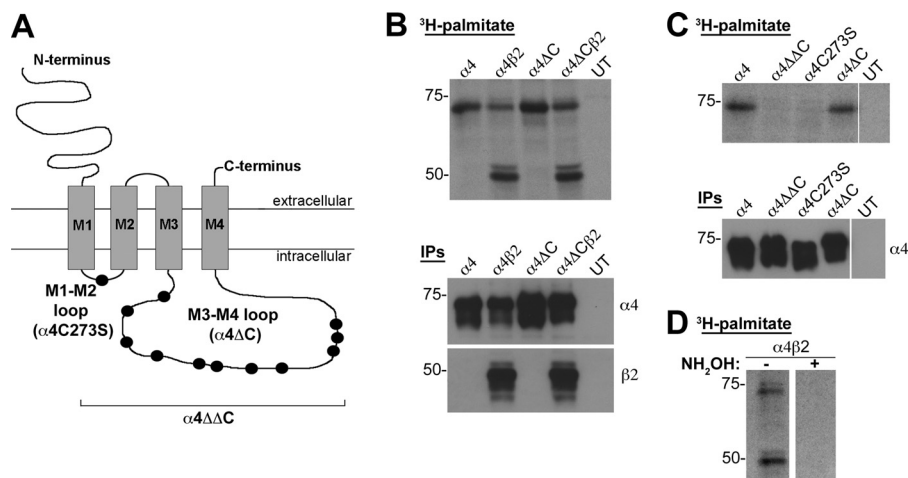 A
N-terminus
C-terminus
extracellular
M1 M2 M3 M4
intracellular
M1-M2
loop
(α4C273S)
M3-M4 loop
(α4ΔC)
α4ΔΔC
B
³H-palmitate
α4 α4β2 α4ΔC α4ΔCβ2 UT
75-
50-
IPs
α4 α4β2 α4ΔC α4ΔCβ2 UT
75-
α4
50-
β2
C
³H-palmitate
α4 α4ΔΔC α4C273S α4ΔC UT
75-
IPs
α4 α4ΔΔC α4C273S α4ΔC UT
75-
α4
D
³H-palmitate
α4β2
NH₂OH: - +
75-
50-